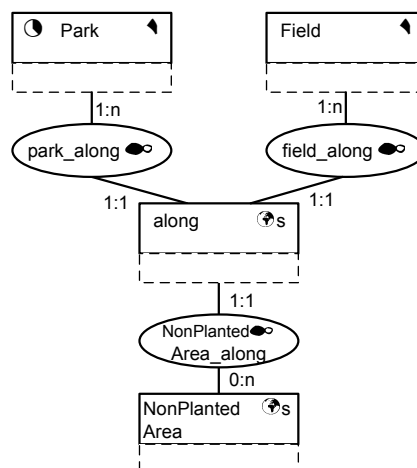 Park
Field
1:n
1:n
park_along
field_along
1:1
1:1
along
s
1:1
NonPlanted
Area_along
0:n
NonPlanted
s
Area